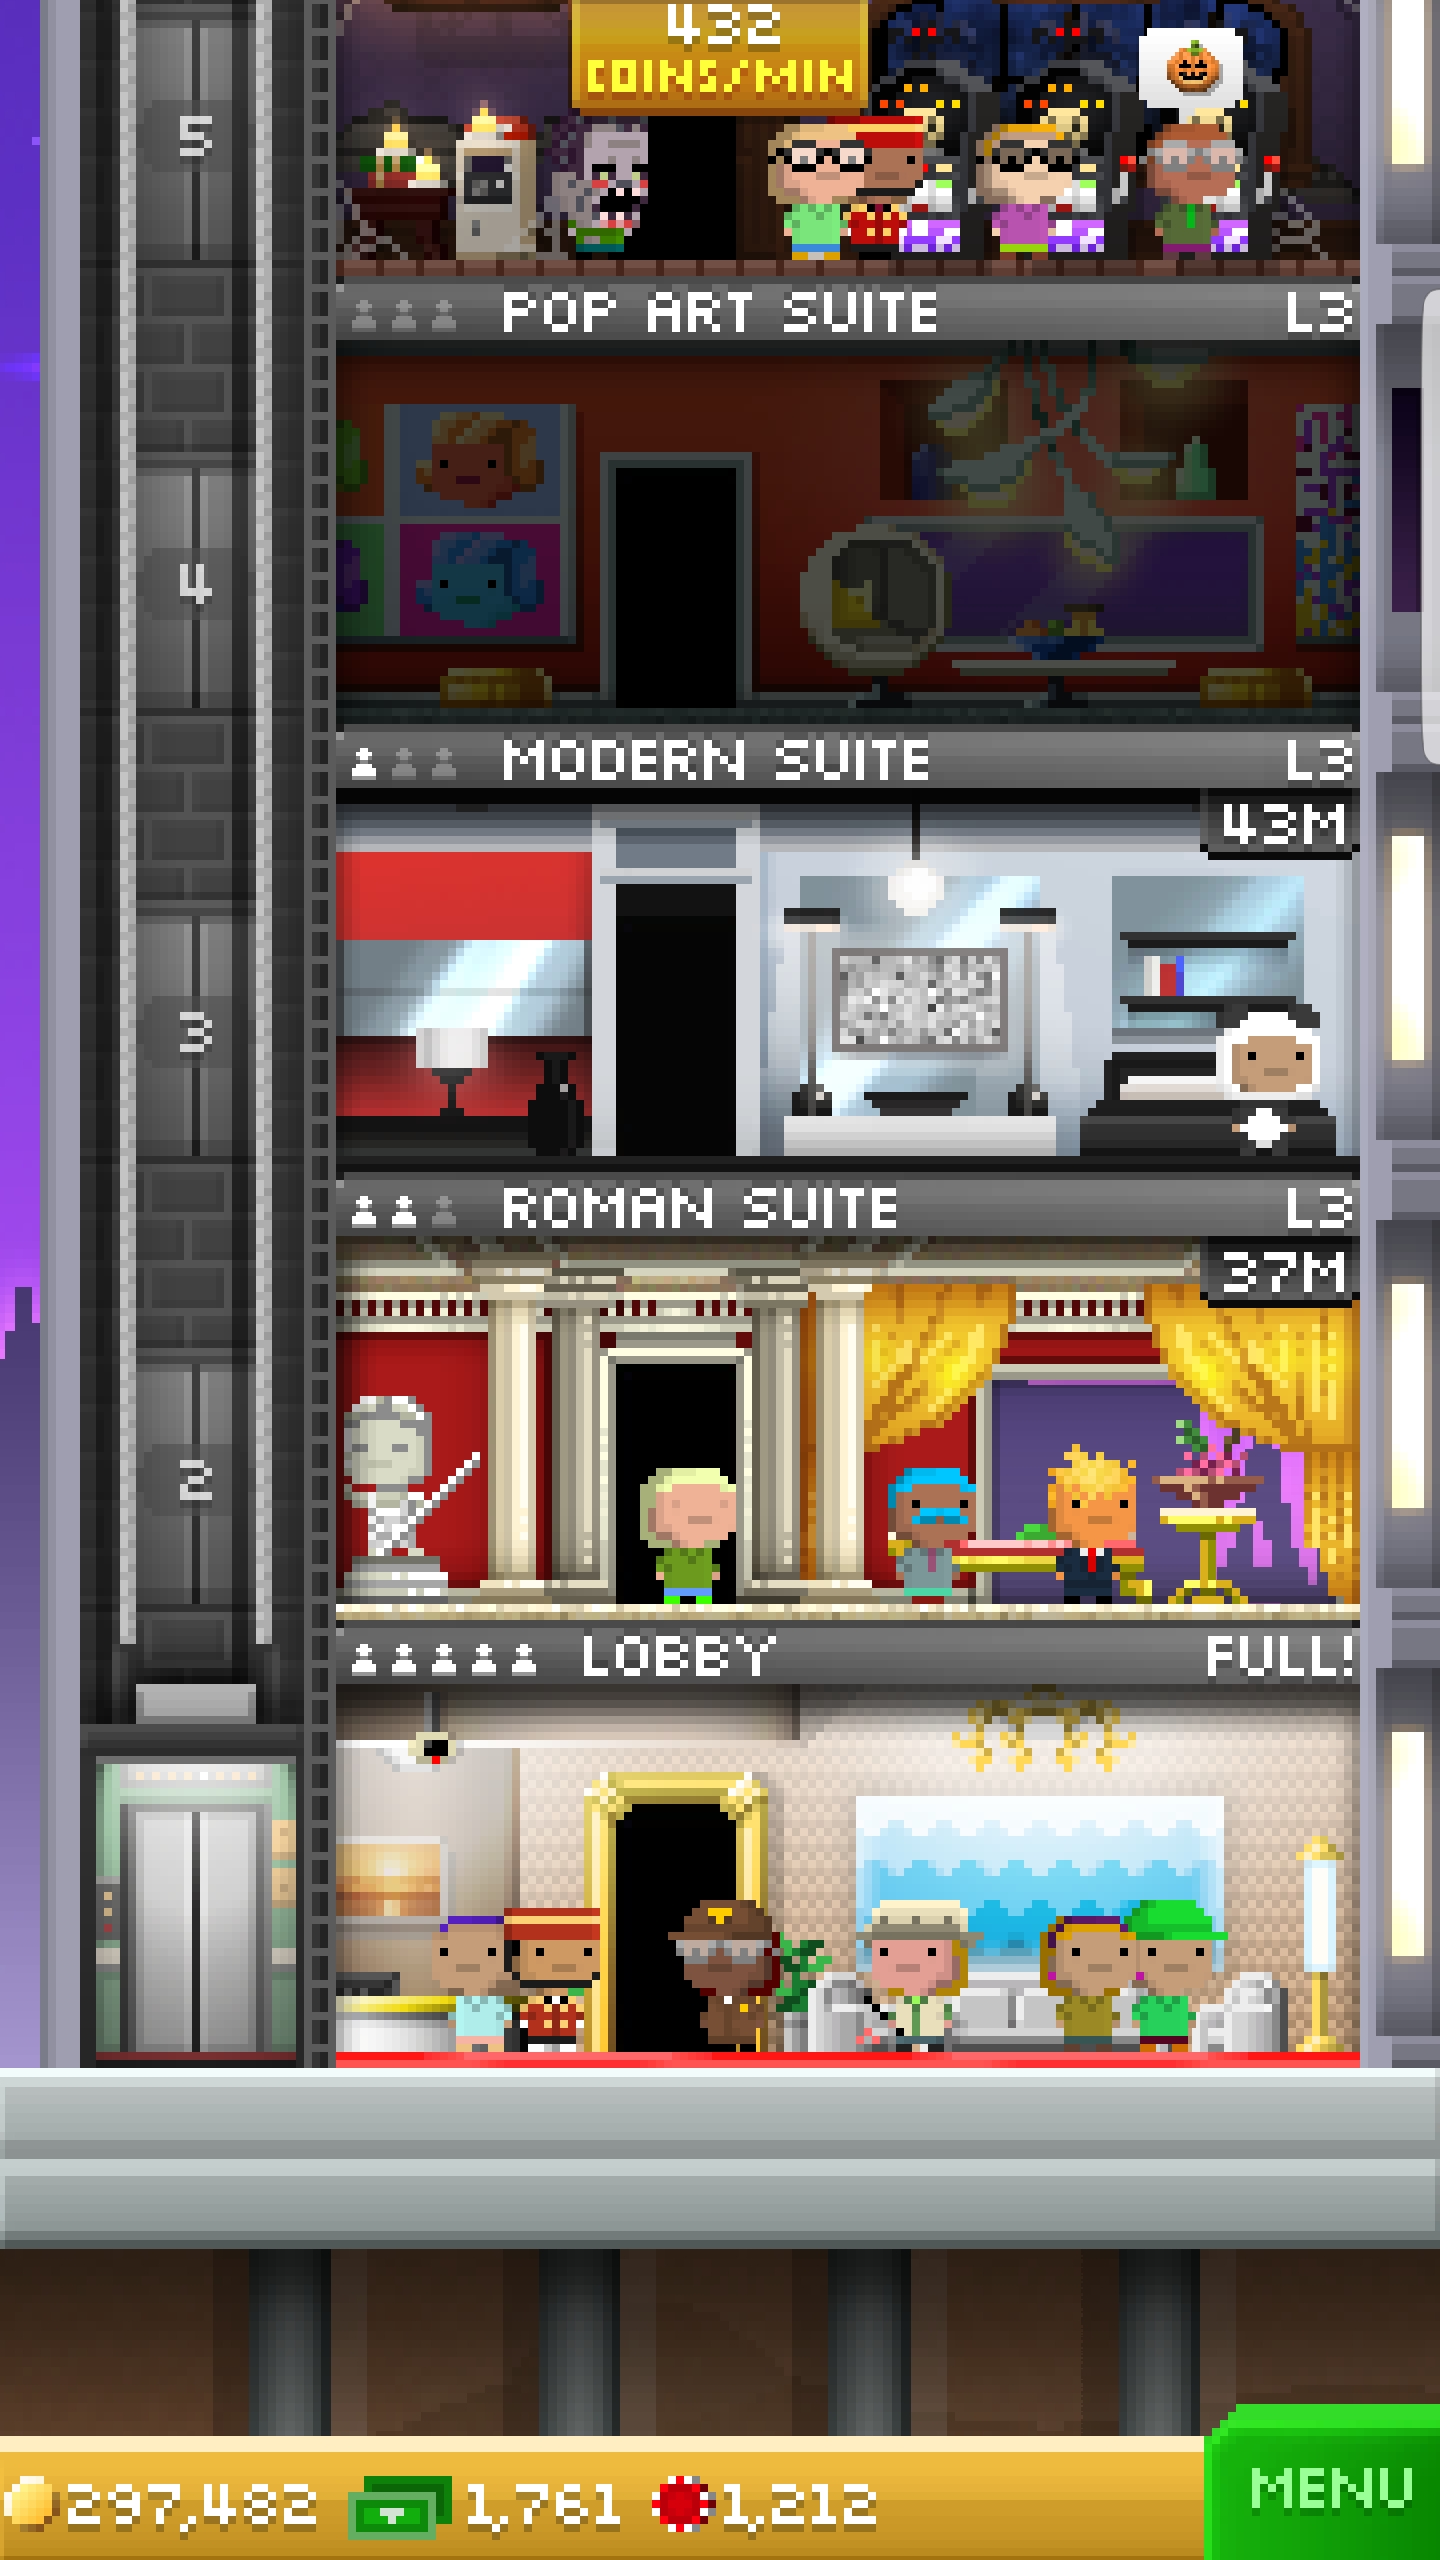 432
COINS/MIN
5
POP ART SUITE L3
4
MODERN SUITE L3
43M
3
ROMAN SUITE L3
37M
2
LOBBY FULL!
297,482 1,761 1,212 MENU